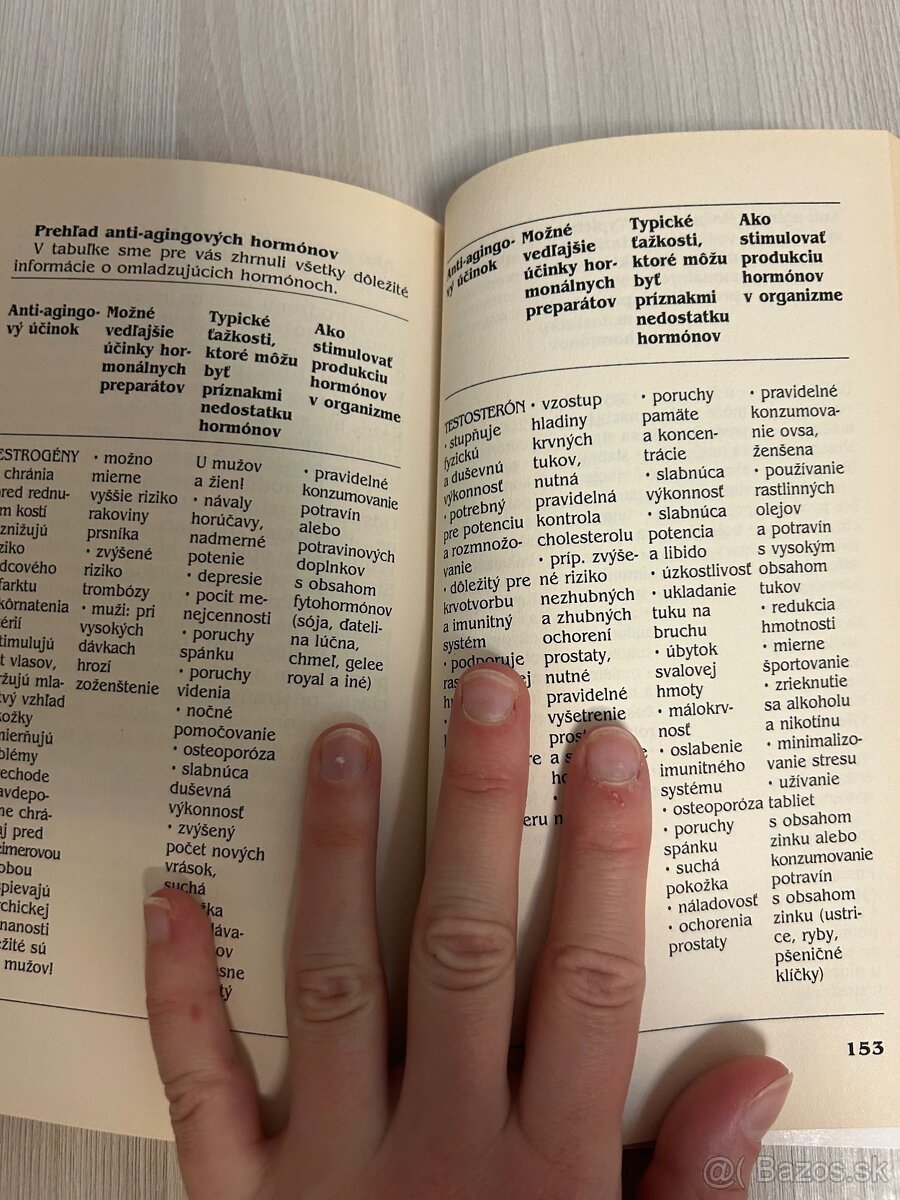 Prehľad anti-agingových hormónov
V tabuľke sme pre vás zhrnuli všetky dôležité
informácie o omladzujúcich hormónoch.
Anti-agingo-
vý účinok
Možné
vedľajšie
účinky hor-
monálnych
preparátov
Typické
ťažkosti,
ktoré môžu
byť
príznakmi
nedostatku
hormónov
Ako
stimulovať
produkciu
hormónov
v organizme
ESTROGÉNY
chránia
pred rednu-
kostí
znižujú
farktu
mužov!
• možno
mierne
vyššie riziko
rakoviny
prsníka
• zvýšené
riziko
trombózy
• muži: pri
vysokých
dávkach
hrozí
zoženštenie
U mužov
a žien!
• návaly
horúčavy,
nadmerné
potenie
• depresie
• pocit me-
nejcennosti
• poruchy
spánku
• poruchy
videnia
• nočné
pomočovanie
• osteoporóza
• slabnúca
duševná
výkonnosť
• zvýšený
počet nových
vrások,
suchá
• pravidelné
konzumovanie
potravín
alebo
potravinových
doplnkov
s obsahom
fytohormónov
(sója, ďateli-
na lúčna,
chmeľ, gelee
royal a iné)
Anti-agingo-
vý účinok
Možné
vedľajšie
účinky hor-
monálnych
preparátov
Typické
ťažkosti,
ktoré môžu
byť
príznakmi
nedostatku
hormónov
Ako
stimulovať
produkciu
hormónov
v organizme
TESTOSTERÓN
• stupňuje
fyzickú
a duševnú
výkonnosť
• potrebný
pre potenciu
a rozmnožo-
vanie
• dôležitý pre
krvotvorbu
a imunitný
systém
• podporuje
• vzostup
hladiny
krvných
tukov,
nutná
pravidelná
kontrola
cholesterolu
• príp. zvýše-
né riziko
nezhubných
a zhubných
ochorení
prostaty,
nutné
pravidelné
vyšetrenie
• poruchy
pamäte
a koncen-
trácie
• slabnúca
výkonnosť
• slabnúca
potencia
a libido
• úzkostlivosť
• ukladanie
tuku na
bruchu
• úbytok
svalovej
hmoty
• málokrv-
nosť
• oslabenie
imunitného
systému
• osteoporóza
• poruchy
spánku
• suchá
pokožka
• náladovosť
• ochorenia
prostaty
• pravidelné
konzumova-
nie ovsa,
ženšena
• používanie
rastlinných
olejov
a potravín
s vysokým
obsahom
tukov
• redukcia
hmotnosti
• mierne
športovanie
• zrieknutie
sa alkoholu
a nikotínu
• minimalizo-
vanie stresu
• užívanie
tabliet
s obsahom
zinku alebo
konzumovanie
potravín
s obsahom
zinku (ustri-
ce, ryby,
pšeničné
klíčky)
153
@( Bazos.sk